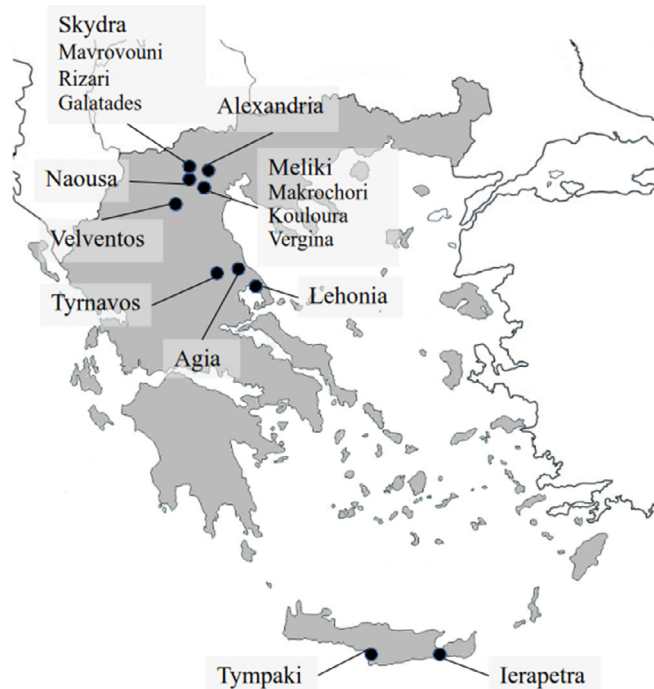 Skydra
Mavrovouni
Rizari
Galatades
Alexandria
Naousa
Meliki
Makrochori
Kouloura
Vergina
Velventos
Tyrnavos
Lehonia
Agia
Tympaki
Ierapetra